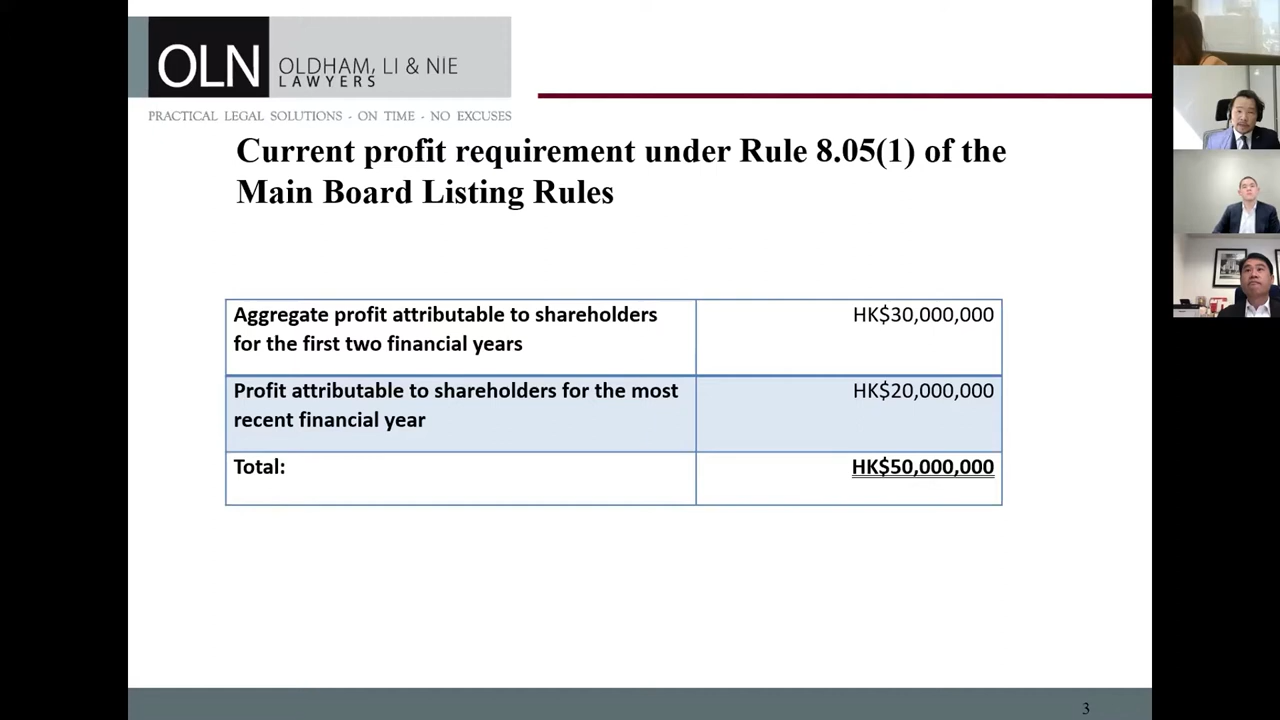 OLN
OLDHAM, LI & NIE
LAWYERS
PRACTICAL LEGAL SOLUTIONS - ON TIME - NO EXCUSES
Current profit requirement under Rule 8.05(1) of the
Main Board Listing Rules
Aggregate profit attributable to shareholders
for the first two financial years
HK$30,000,000
Profit attributable to shareholders for the most
recent financial year
HK$20,000,000
Total:
HK$50,000,000
3